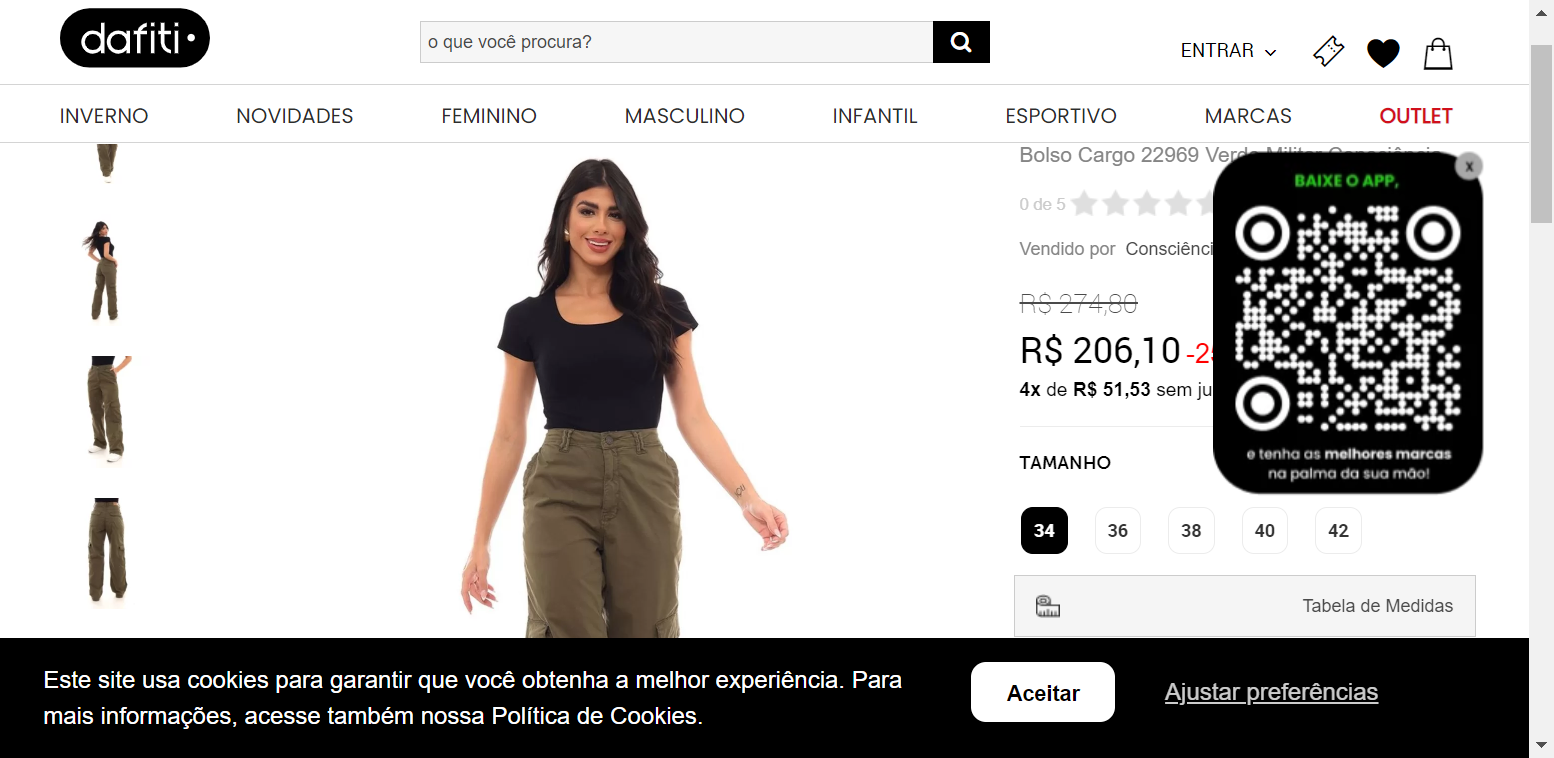 dafiti
o que você procura?
ENTRAR
INVERNO NOVIDADES FEMININO MASCULINO INFANTIL ESPORTIVO MARCAS OUTLET
Bolso Cargo 22969 Verde Militar Consciência
0 de 5
Vendido por Consciênci
R$ 274,80
R$ 206,10 -25
4x de R$ 51,53 sem ju
TAMANHO
34 36 38 40 42
Tabela de Medidas
x
BAIXE O APP,
e tenha as melhores marcas
na palma da sua mão!
Este site usa cookies para garantir que você obtenha a melhor experiência. Para
mais informações, acesse também nossa Política de Cookies.
Aceitar
Ajustar preferências